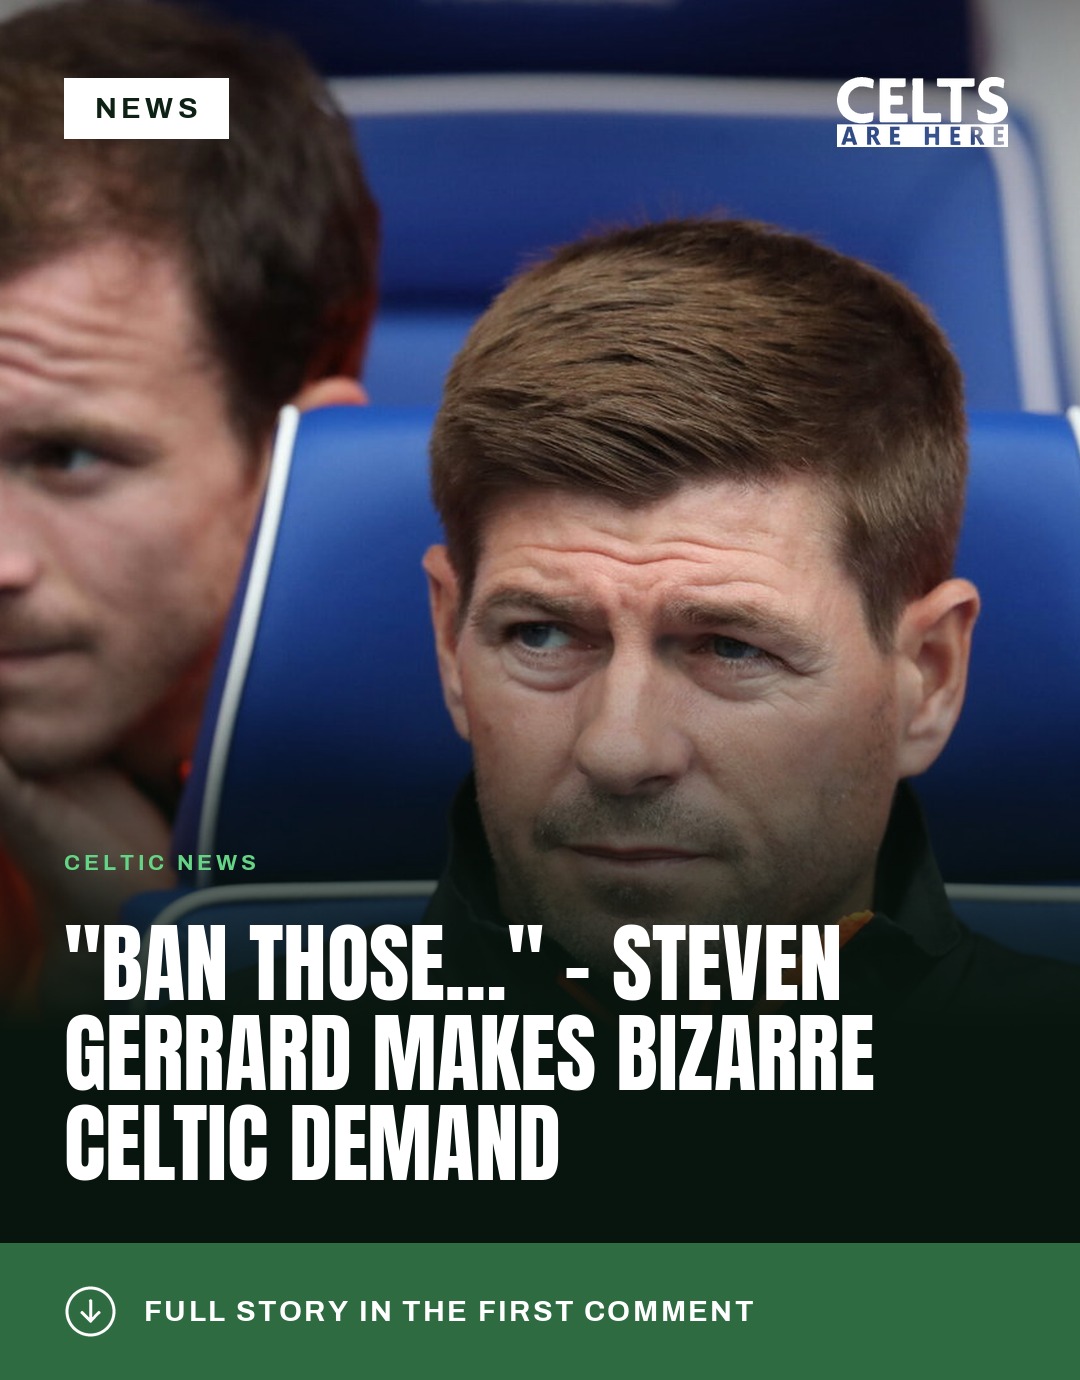 NEWS
CELTS
ARE HERE
CELTIC NEWS
"BAN THOSE..." - STEVEN
GERRARD MAKES BIZARRE
CELTIC DEMAND
FULL STORY IN THE FIRST COMMENT